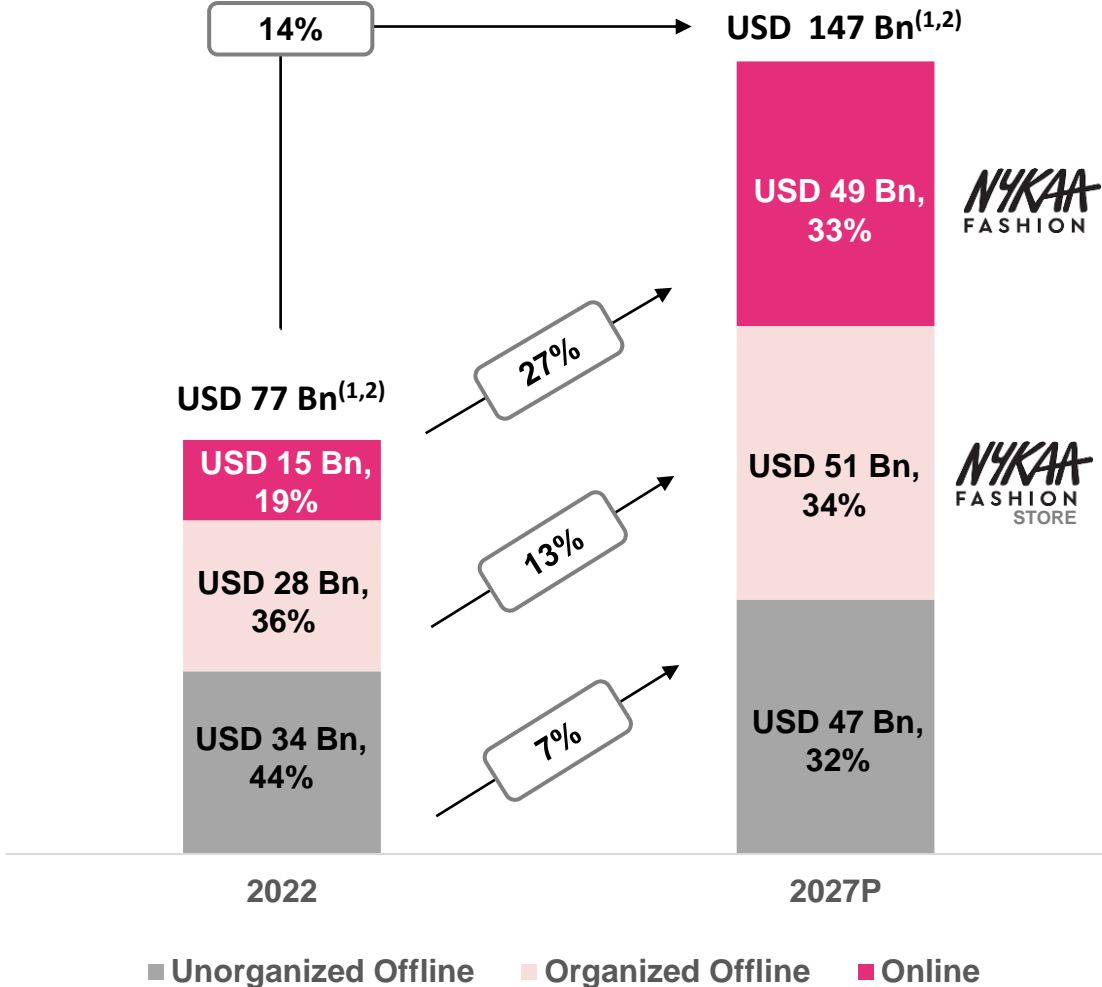 14%
USD 147 Bn(1,2)
USD 49 Bn,
33%
NYKAA
FASHION
27%
USD 77 Bn(1,2)
USD 15 Bn,
19%
USD 51 Bn,
34%
NYKAA
FASHION
STORE
13%
USD 28 Bn,
36%
7%
USD 34 Bn,
44%
USD 47 Bn,
32%
2022
2027P
Unorganized Offline
Organized Offline
Online